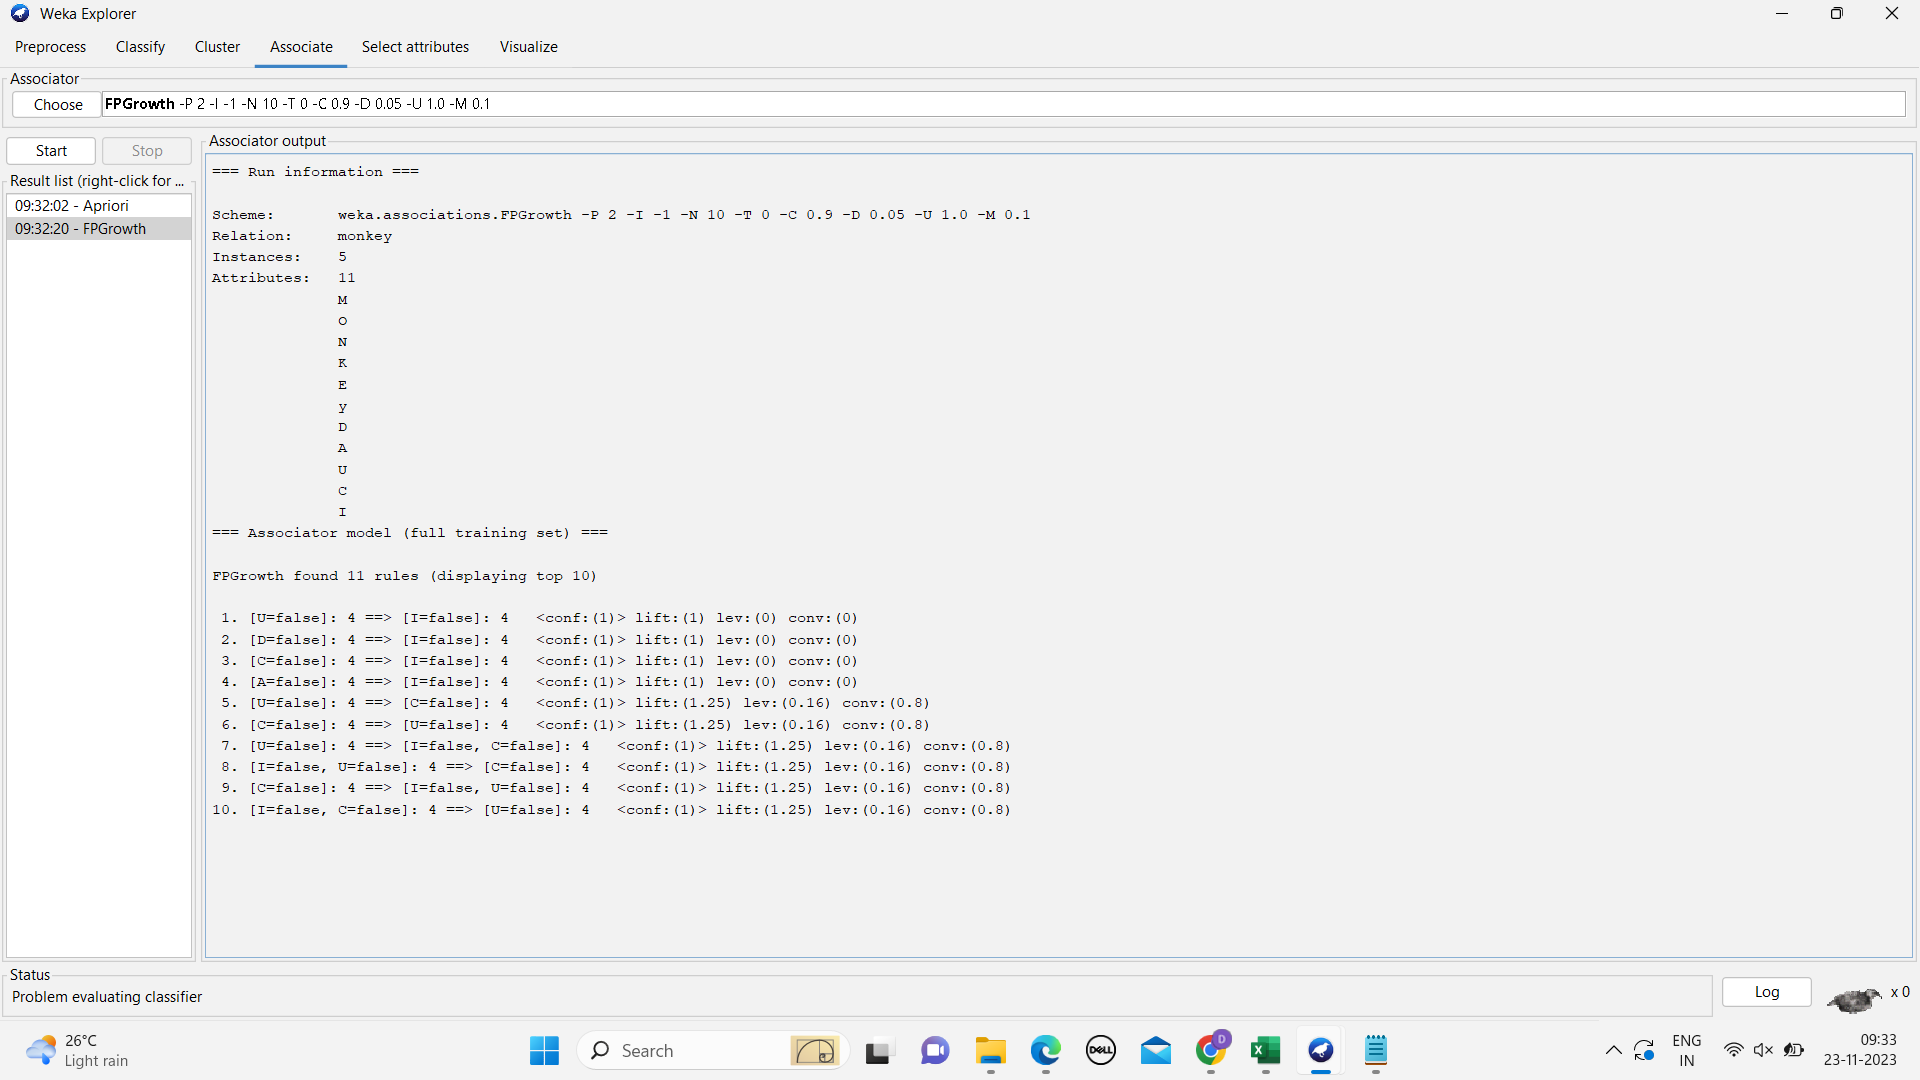 Weka Explorer
Preprocess Classify Cluster Associate Select attributes Visualize
Associator
Choose FPGrowth -P 2 -I -1 -N 10 -T 0 -C 0.9 -D 0.05 -U 1.0 -M 0.1
Start Stop
Result list (right-click for ...
09:32:02 - Apriori
09:32:20 - FPGrowth
Associator output
=== Run information ===
Scheme: weka.associations.FPGrowth -P 2 -I -1 -N 10 -T 0 -C 0.9 -D 0.05 -U 1.0 -M 0.1
Relation: monkey
Instances: 5
Attributes: 11
M
O
N
K
E
y
D
A
U
C
I
=== Associator model (full training set) ===
FPGrowth found 11 rules (displaying top 10)
1. [U=false]: 4 ==> [I=false]: 4 <conf:(1)> lift:(1) lev:(0) conv:(0)
2. [D=false]: 4 ==> [I=false]: 4 <conf:(1)> lift:(1) lev:(0) conv:(0)
3. [C=false]: 4 ==> [I=false]: 4 <conf:(1)> lift:(1) lev:(0) conv:(0)
4. [A=false]: 4 ==> [I=false]: 4 <conf:(1)> lift:(1) lev:(0) conv:(0)
5. [U=false]: 4 ==> [C=false]: 4 <conf:(1)> lift:(1.25) lev:(0.16) conv:(0.8)
6. [C=false]: 4 ==> [U=false]: 4 <conf:(1)> lift:(1.25) lev:(0.16) conv:(0.8)
7. [U=false]: 4 ==> [I=false, C=false]: 4 <conf:(1)> lift:(1.25) lev:(0.16) conv:(0.8)
8. [I=false, U=false]: 4 ==> [C=false]: 4 <conf:(1)> lift:(1.25) lev:(0.16) conv:(0.8)
9. [C=false]: 4 ==> [I=false, U=false]: 4 <conf:(1)> lift:(1.25) lev:(0.16) conv:(0.8)
10. [I=false, C=false]: 4 ==> [U=false]: 4 <conf:(1)> lift:(1.25) lev:(0.16) conv:(0.8)
Status
Problem evaluating classifier
Log
x 0
26°C
Light rain
Search
DELL
D
X
ENG
IN
09:33
23-11-2023